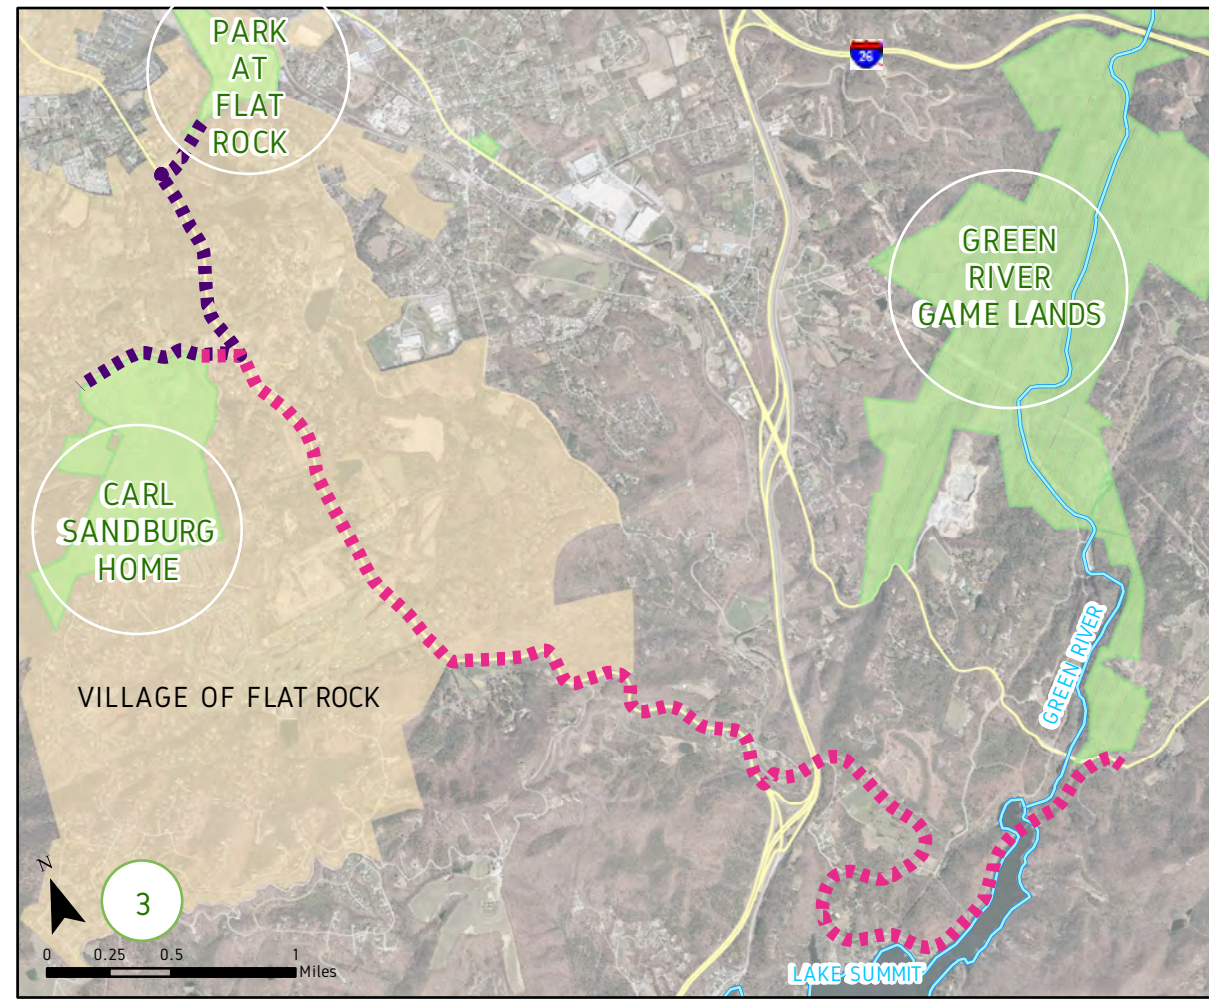 PARK
AT
FLAT
ROCK
26
GREEN
RIVER
GAME LANDS
CARL
SANDBURG
HOME
GREEN RIVER
VILLAGE OF FLAT ROCK
N
3
0 0.25 0.5 1
Miles
LAKE SUMMIT